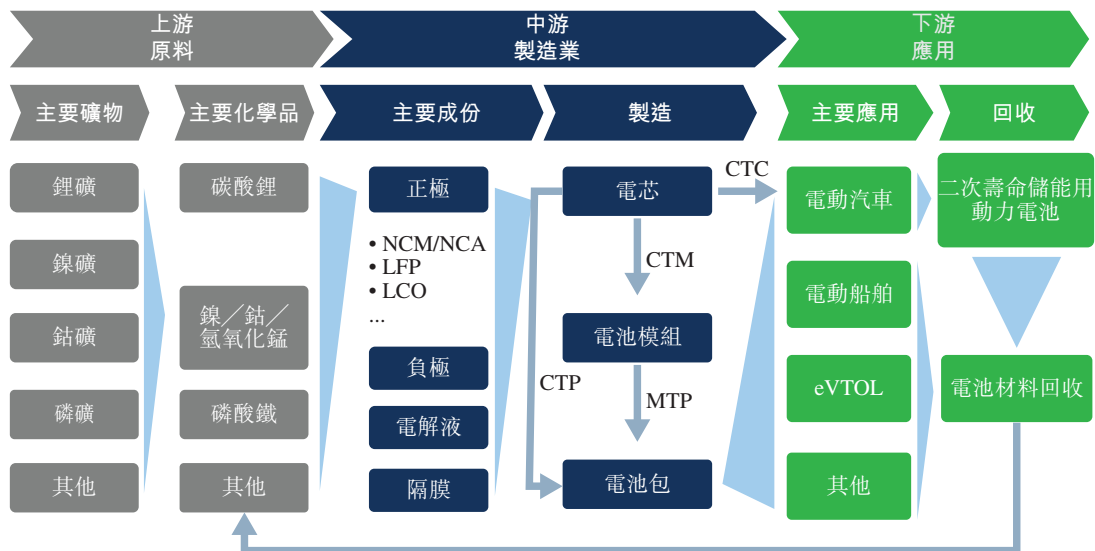 上游
原料
中游
製造業
下游
應用
主要礦物
主要化學品
主要成份
製造
主要應用
回收
鋰礦
鎳礦
鈷礦
磷礦
其他
碳酸鋰
鎳／鈷／
氫氧化錳
磷酸鐵
其他
正極
• NCM/NCA
• LFP
• LCO
...
負極
電解液
隔膜
電芯
CTC
CTM
電池模組
CTP
MTP
電池包
電動汽車
電動船舶
eVTOL
其他
二次壽命儲能用
動力電池
電池材料回收